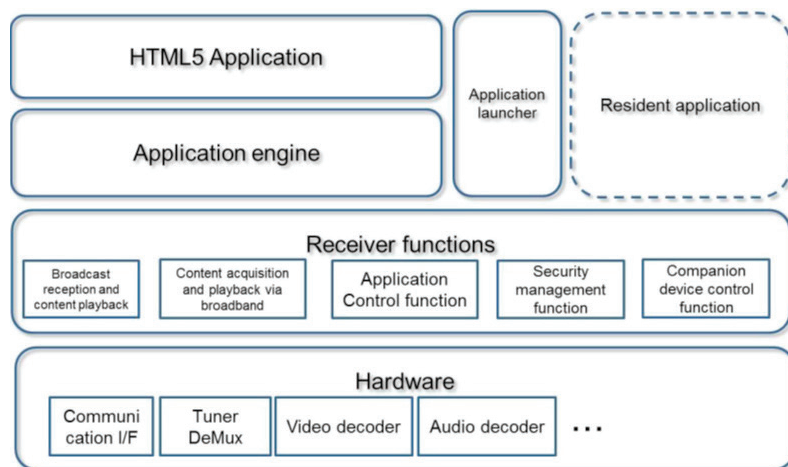 HTML5 Application
Application
launcher
Resident application
Application engine
Receiver functions
Broadcast
reception and
content playback
Content acquisition
and playback via
broadband
Application
Control function
Security
management
function
Companion
device control
function
Hardware
Communi
cation I/F
Tuner
DeMux
Video decoder
Audio decoder
...